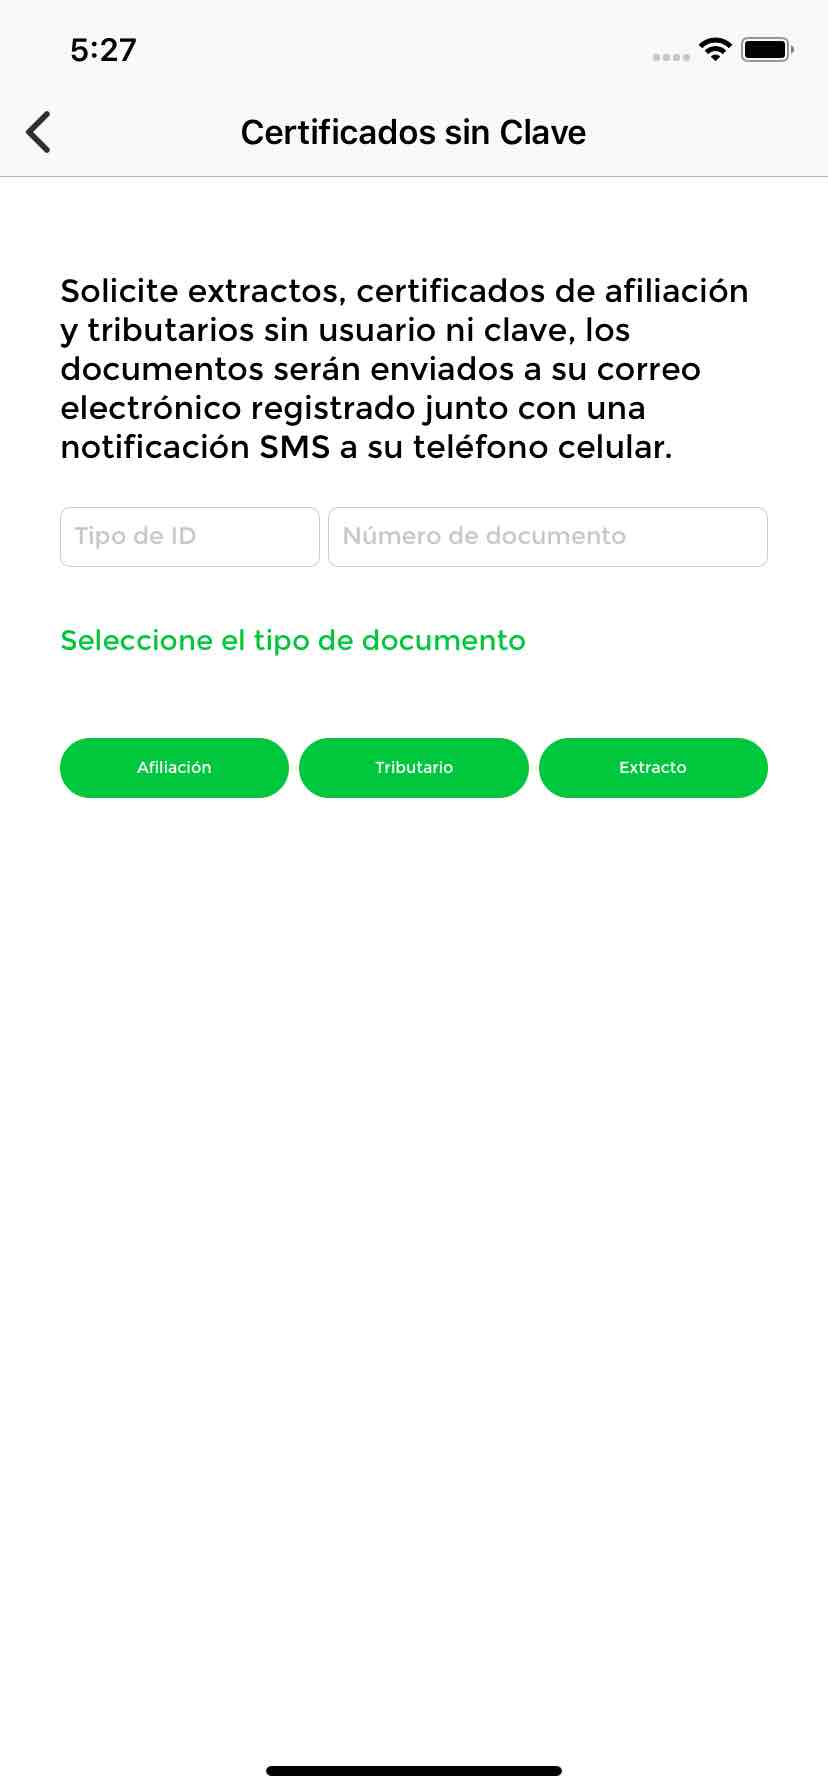 5:27
Certificados sin Clave
Solicite extractos, certificados de afiliación
y tributarios sin usuario ni clave, los
documentos serán enviados a su correo
electrónico registrado junto con una
notificación SMS a su teléfono celular.
Tipo de ID
Número de documento
Seleccione el tipo de documento
Afiliación
Tributario
Extracto